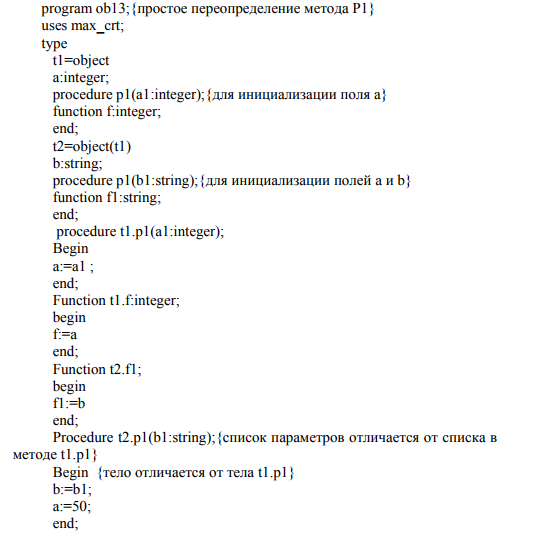 program ob13;{простое переопределение метода P1}
uses max_crt;
type
t1=object
a:integer;
procedure p1(a1:integer);{для инициализации поля a}
function f:integer;
end;
t2=object(t1)
b:string;
procedure p1(b1:string);{для инициализации полей a и b}
function f1:string;
end;
procedure t1.p1(a1:integer);
Begin
a:=a1 ;
end;
Function t1.f:integer;
begin
f:=a
end;
Function t2.f1;
begin
f1:=b
end;
Procedure t2.p1(b1:string);{список параметров отличается от списка в
методе t1.p1}
Begin {тело отличается от тела t1.p1}
b:=b1;
a:=50;
end;